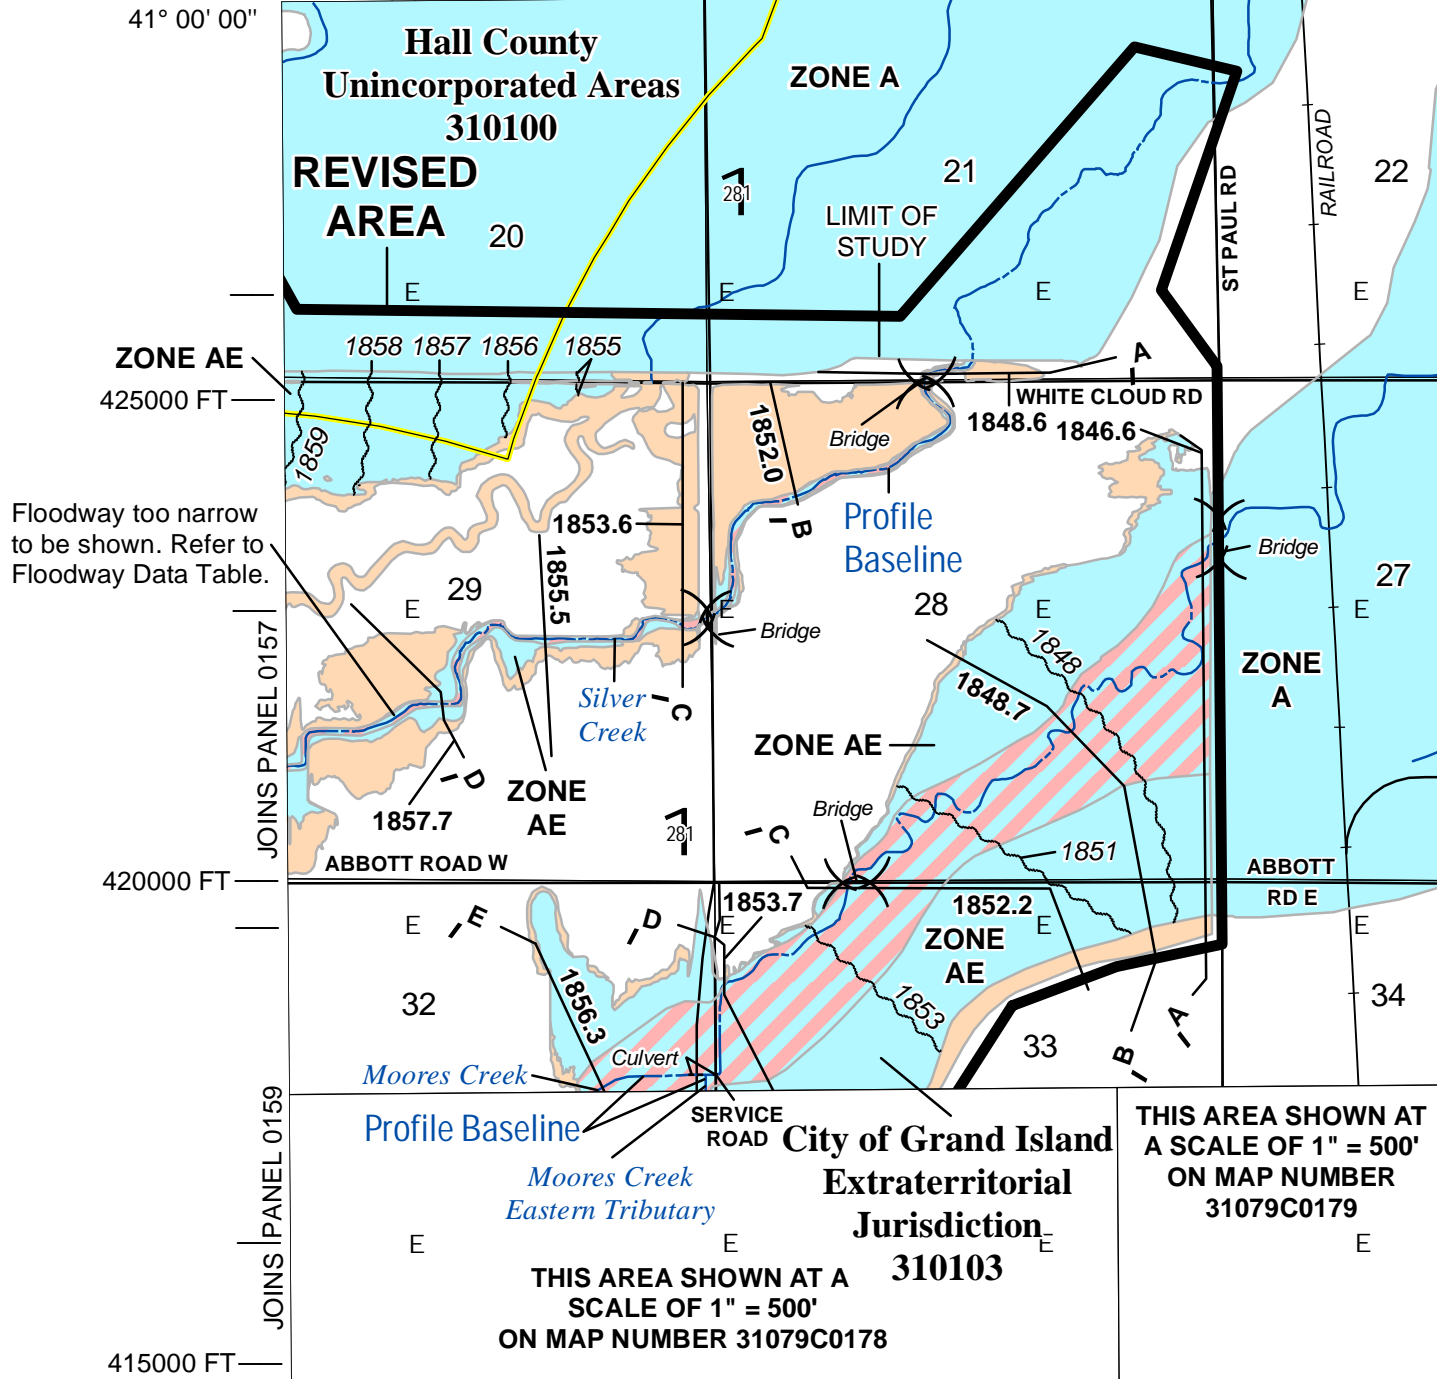 41° 00' 00"
Hall County
Unincorporated Areas
310100
ZONE A
REVISED
AREA
20
281
21
22
LIMIT OF
STUDY
ST PAUL RD
RAILROAD
E
E
E
E
ZONE AE
1858
1857
1856
1855
A
425000 FT
WHITE CLOUD RD
1848.6
1846.6
1859
1852.0
Bridge
Floodway too narrow
to be shown. Refer to
Floodway Data Table.
1853.6
B
Profile
Baseline
Bridge
1855.5
29
E
E
28
E
E
27
Bridge
JOINS PANEL 0157
1848
Silver
Creek
C
1848.7
ZONE
A
ZONE AE
D
ZONE
AE
1857.7
281
C
Bridge
1851
ABBOTT ROAD W
ABBOTT
RD E
420000 FT
E
E
D
E
1853.7
1852.2
E
E
ZONE
AE
32
1856.3
1853
34
33
A
B
Culvert
Moores Creek
Profile Baseline
SERVICE
ROAD
Moores Creek
Eastern Tributary
City of Grand Island
Extraterritorial
Jurisdiction
310103
THIS AREA SHOWN AT
A SCALE OF 1" = 500'
ON MAP NUMBER
31079C0179
JOINS PANEL 0159
E
E
E
E
THIS AREA SHOWN AT A
SCALE OF 1" = 500'
ON MAP NUMBER 31079C0178
415000 FT